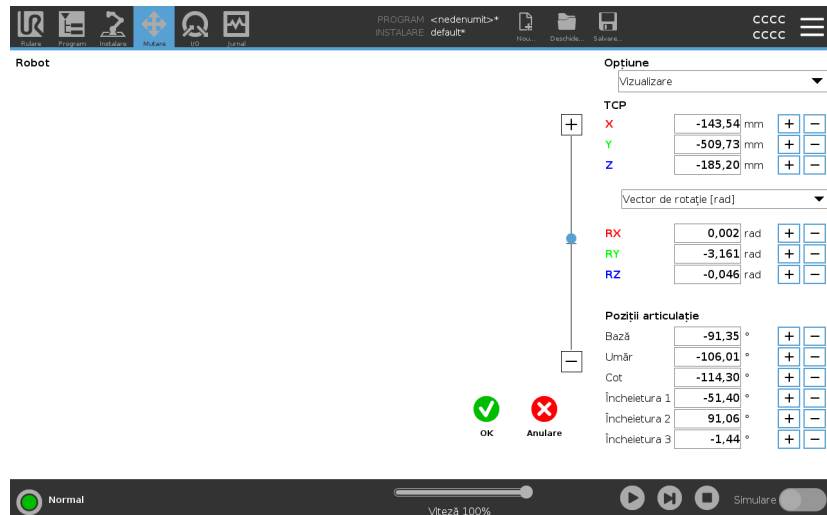 UR
PROGRAM <nedenumit>*
INSTALARE default*
cccc
cccc
Rulare Program Instalare Mutare I/O Jurnal Nou... Deschide... Salvare...
Robot
Opțiune
Vizualizare
TCP
X -143,54 mm + −
Y -509,73 mm + −
Z -185,20 mm + −
Vector de rotație [rad]
RX 0,002 rad + −
RY -3,161 rad + −
RZ -0,046 rad + −
Poziții articulație
Bază -91,35 ° + −
Umăr -106,01 ° + −
Cot -114,30 ° + −
Încheietura 1 -51,40 ° + −
Încheietura 2 91,06 ° + −
Încheietura 3 -1,44 ° + −
OK Anulare
Normal
Viteză 100%
Simulare